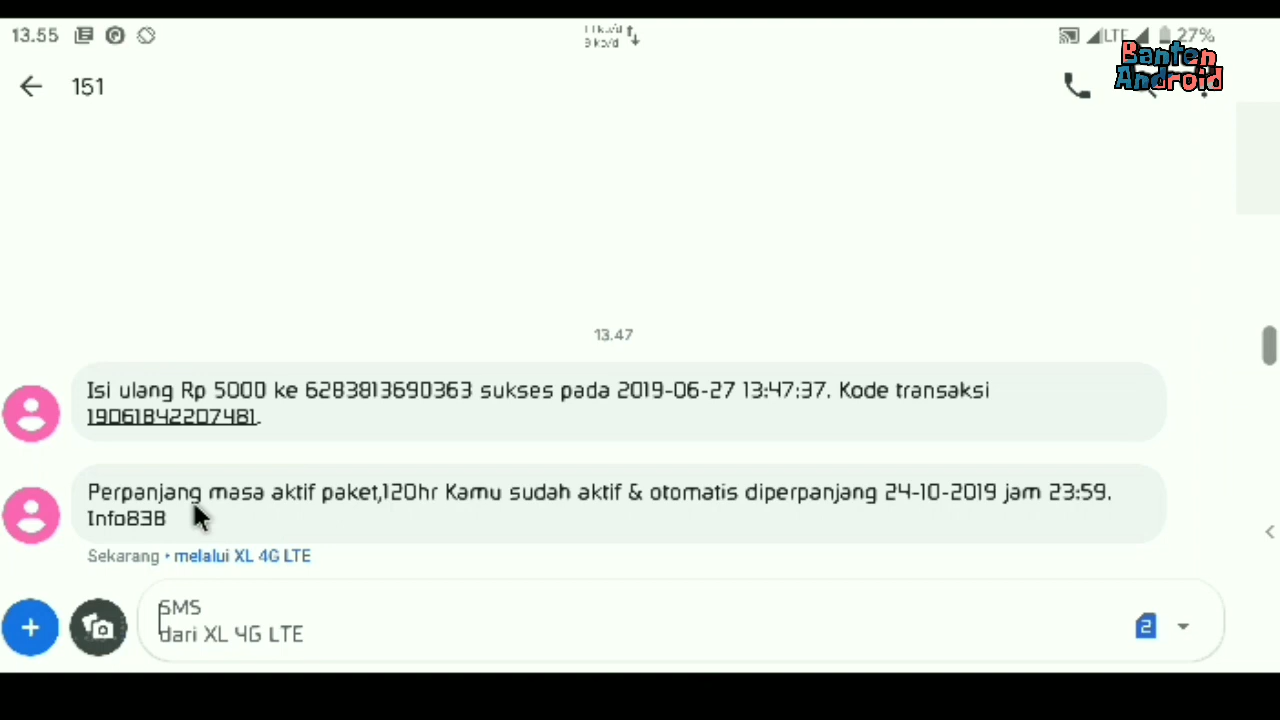 13.55
LTE 27%
Banten
Android
151
13.47
Isi ulang Rp 5000 ke 6283813690363 sukses pada 2019-06-27 13:47:37. Kode transaksi
190618422207481.
Perpanjang masa aktif paket,120hr Kamu sudah aktif & otomatis diperpanjang 24-10-2019 jam 23:59.
Info838
Sekarang • melalui XL 4G LTE
SMS
dari XL 4G LTE
2